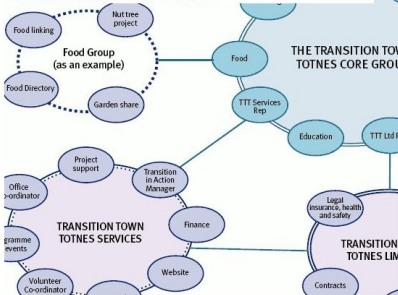 Nut tree
project
Food linking
Food Group
(as an example)
Food Directory
Garden share
Food
THE TRANSITION TOW
TOTNES CORE GROU
TTT Services
Rep
Education
TTT Ltd
Project
support
Transition
in Action
Manager
Office
o-ordinator
TRANSITION TOWN
TOTNES SERVICES
Finance
gramme
events
Website
Volunteer
Co-ordinator
Legal
insurance, health
and safety
TRANSITION
TOTNES LIM
Contracts